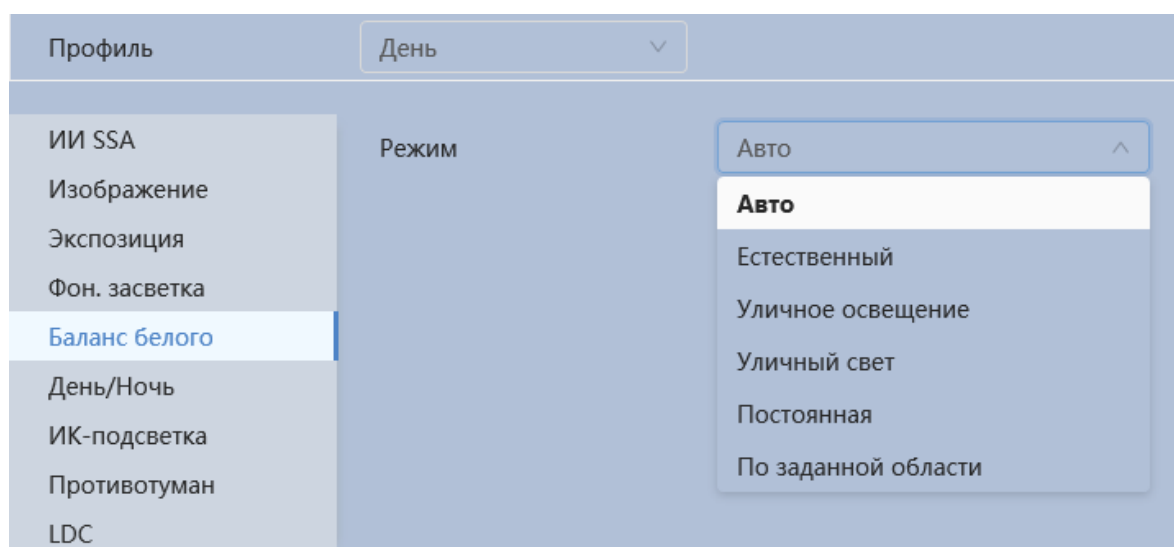 Профиль
День
ИИ SSA
Изображение
Экспозиция
Фон. засветка
Баланс белого
День/Ночь
ИК-подсветка
Противотуман
LDC
Режим
Авто
Авто
Естественный
Уличное освещение
Уличный свет
Постоянная
По заданной области